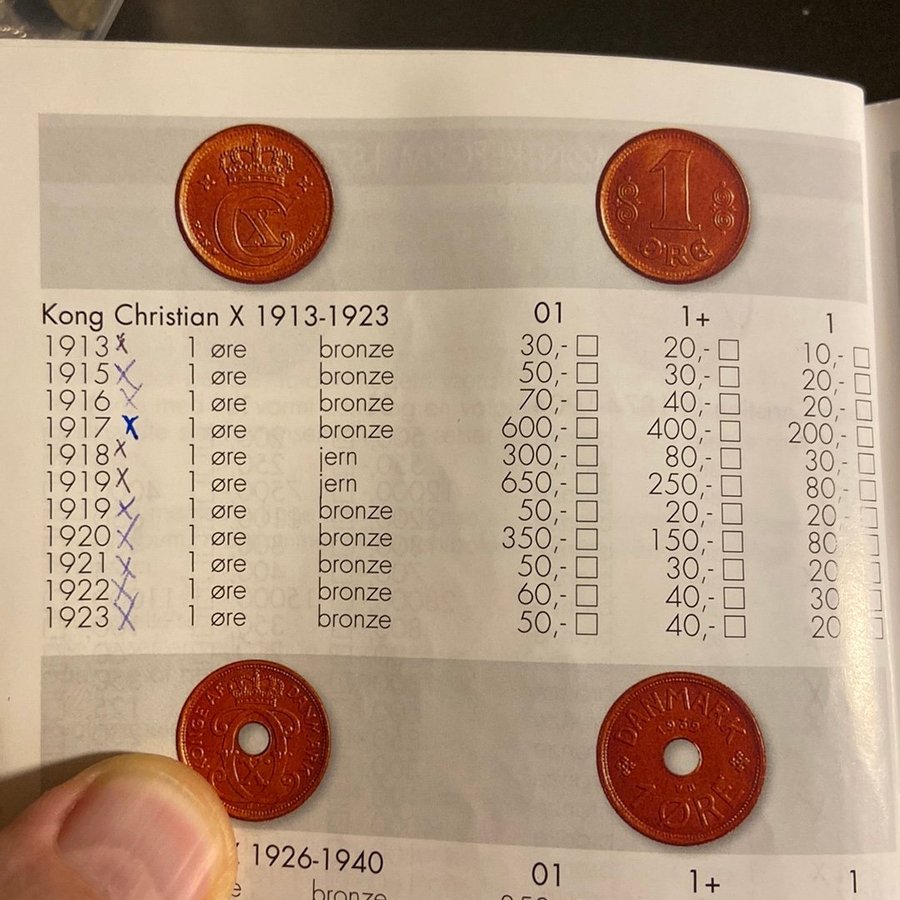 1 ØRE
Kong Christian X 1913-1923 01 1+ 1
1913 x 1 øre bronze 30,- 20,- 10,-
1915 x 1 øre bronze 50,- 30,- 20,-
1916 x 1 øre bronze 70,- 40,- 20,-
1917 x 1 øre bronze 600,- 400,- 200,-
1918 x 1 øre jern 300,- 80,- 30,-
1919 x 1 øre jern 650,- 250,- 80,-
1919 x 1 øre bronze 50,- 20,- 20,-
1920 x 1 øre bronze 350,- 150,- 80
1921 x 1 øre bronze 50,- 30,- 20
1922 x 1 øre bronze 60,- 40,- 30
1923 x 1 øre bronze 50,- 40,- 20
DANMARK
1 ØRE
X 1926-1940 01 1+ 1
bronze